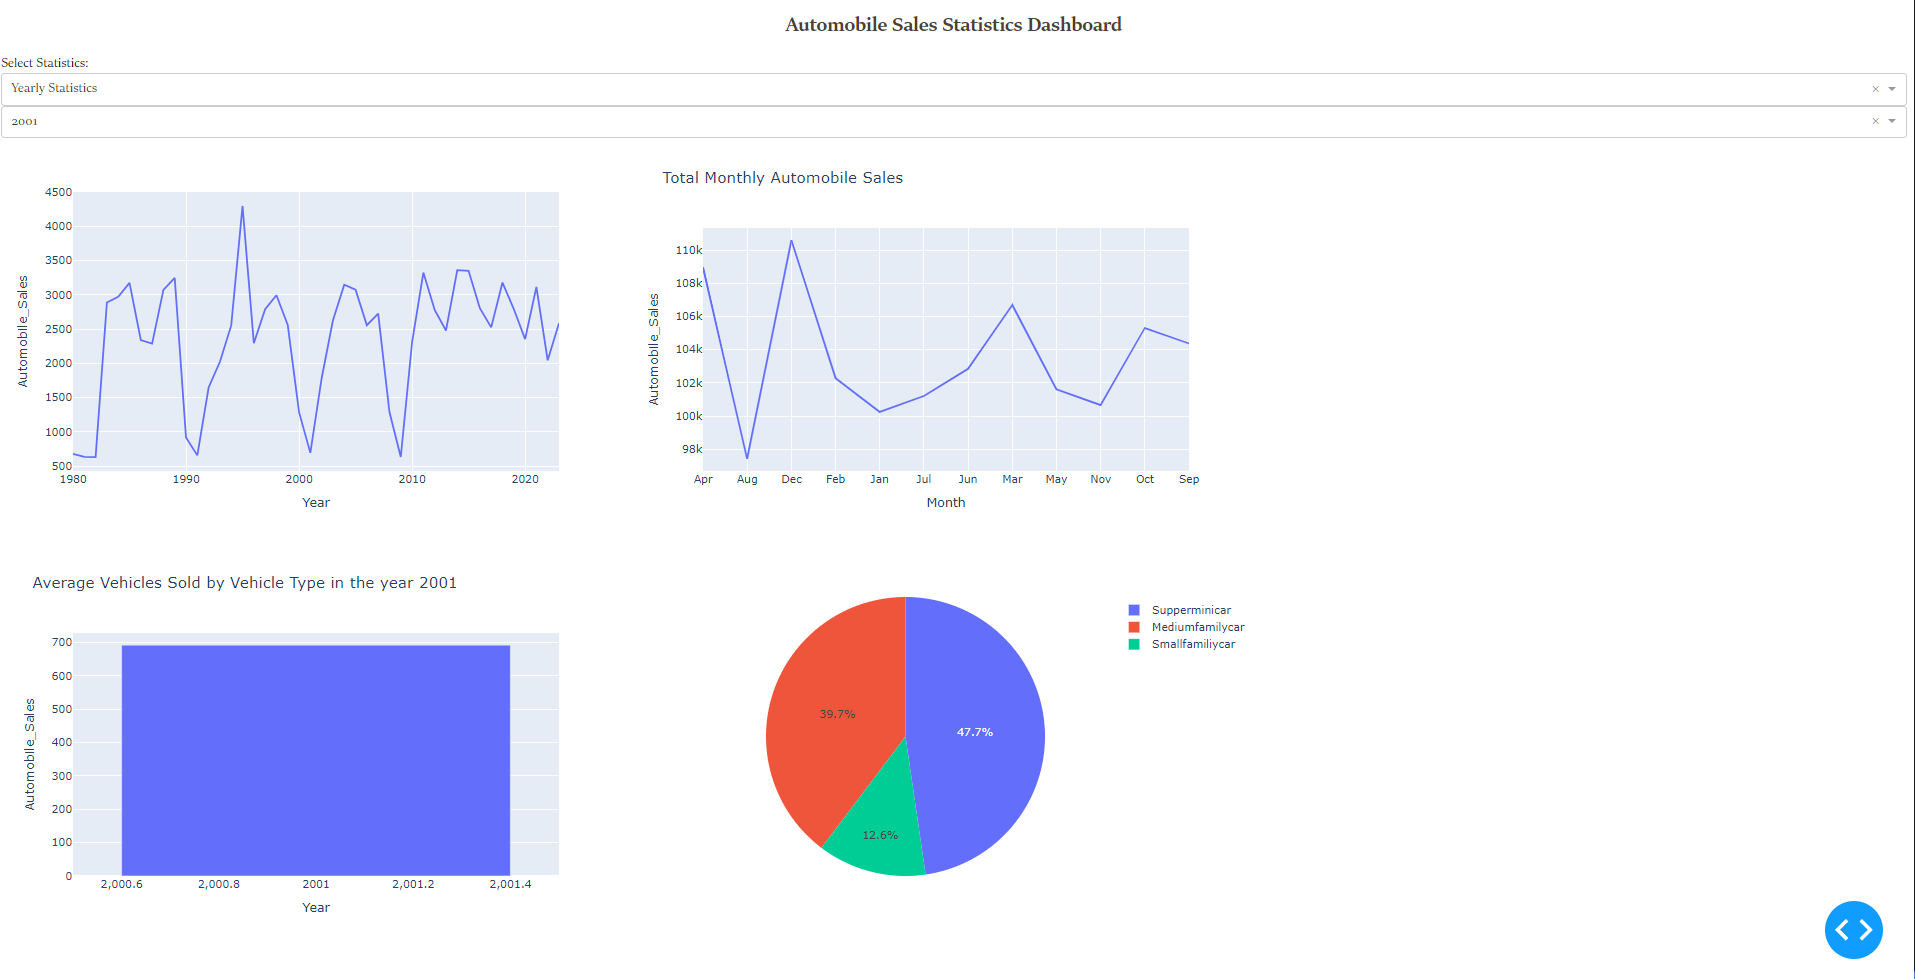 Automobile Sales Statistics Dashboard
Select Statistics:
Yearly Statistics
×
2001
×
4500
4000
3500
3000
2500
2000
1500
1000
500
Automobile_Sales
1980 1990 2000 2010 2020
Year
Total Monthly Automobile Sales
110k
108k
106k
104k
102k
100k
98k
Automobile_Sales
Apr Aug Dec Feb Jan Jul Jun Mar May Nov Oct Sep
Month
Average Vehicles Sold by Vehicle Type in the year 2001
700
600
500
400
300
200
100
0
Automobile_Sales
2,000.6 2,000.8 2001 2,001.2 2,001.4
Year
39.7%
47.7%
12.6%
Supperminicar
Mediumfamilycar
Smallfamiliycar